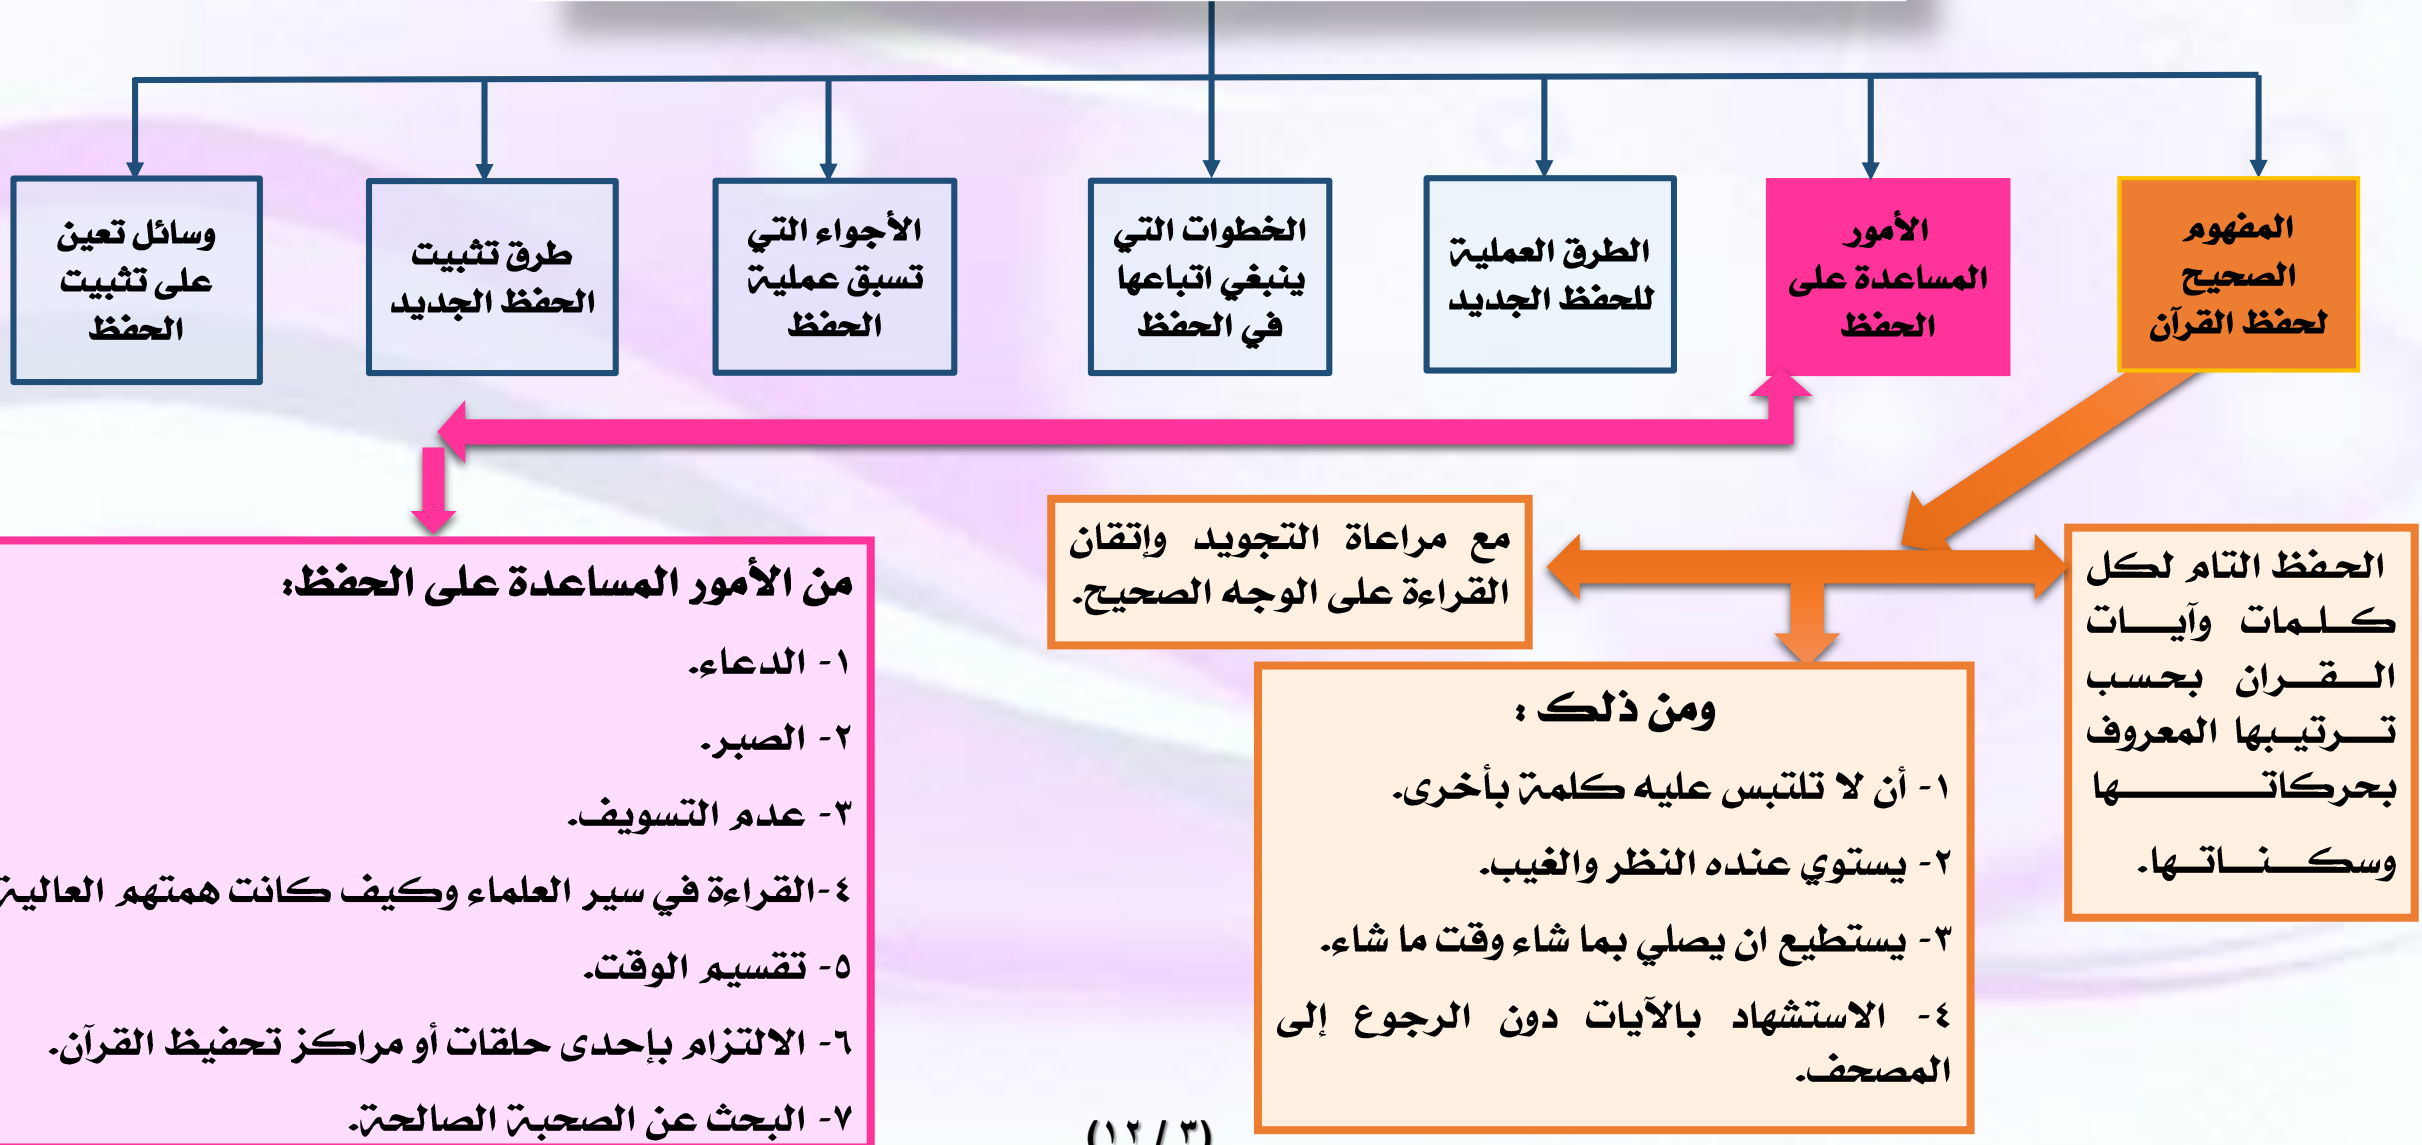 المفهوم
الصحيح
لحفظ القرآن
الأمور
المساعدة على
الحفظ
الطرق العملية
للحفظ الجديد
الخطوات التي
ينبغي اتباعها
في الحفظ
الأجواء التي
تسبق عملية
الحفظ
طرق تثبيت
الحفظ الجديد
وسائل تعين
على تثبيت
الحفظ
الحفظ التام لكل
كلمات وآيات
القران بحسب
ترتيبها المعروف
بحركاتها
وسكناتها.
مع مراعاة التجويد وإتقان
القراءة على الوجه الصحيح.
ومن ذلك :
١- أن لا تلتبس عليه كلمة بأخرى.
٢- يستوي عنده النظر والغيب.
٣- يستطيع ان يصلي بما شاء وقت ما شاء.
٤- الاستشهاد بالآيات دون الرجوع إلى
المصحف.
من الأمور المساعدة على الحفظ:
١- الدعاء.
٢- الصبر.
٣- عدم التسويف.
٤-القراءة في سير العلماء وكيف كانت همتهم العالية
٥- تقسيم الوقت.
٦- الالتزام بإحدى حلقات أو مراكز تحفيظ القرآن.
٧- البحث عن الصحبة الصالحة.
(٣ / ١٢)